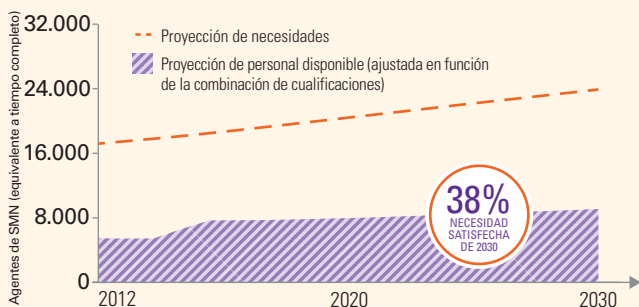 Agentes de SMN (equivalente a tiempo completo)
32.000
24.000
16.000
8.000
0
Proyección de necesidades
Proyección de personal disponible (ajustada en función
de la combinación de cualificaciones)
38%
NECESIDAD
SATISFECHA
DE 2030
2012
2020
2030